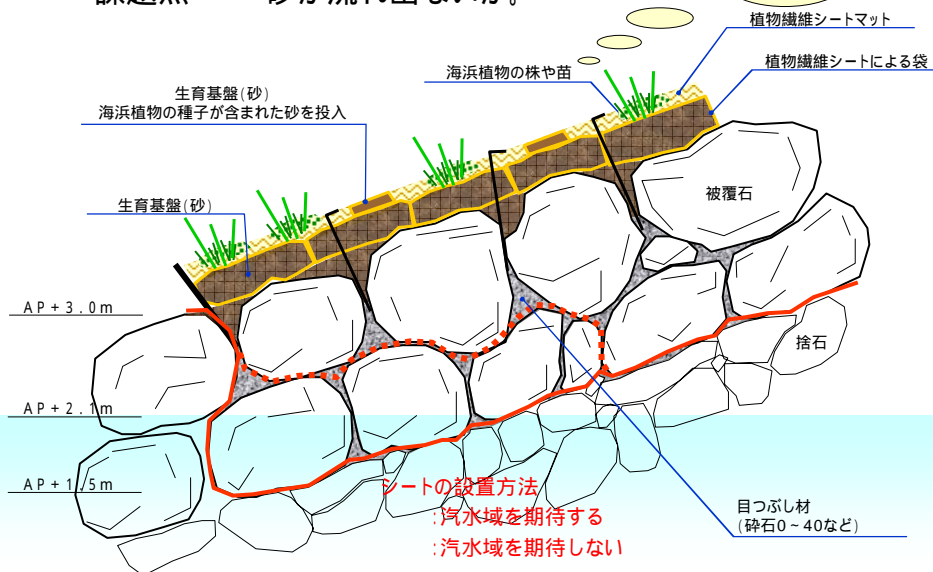 植物繊維シートマット
植物繊維シートによる袋
海浜植物の株や苗
生育基盤(砂)
海浜植物の種子が含まれた砂を投入
生育基盤(砂)
被覆石
AP+3.0m
捨石
AP+2.1m
AP+1.5m
シートの設置方法
:汽水域を期待する
:汽水域を期待しない
目つぶし材
(砕石0~40など)